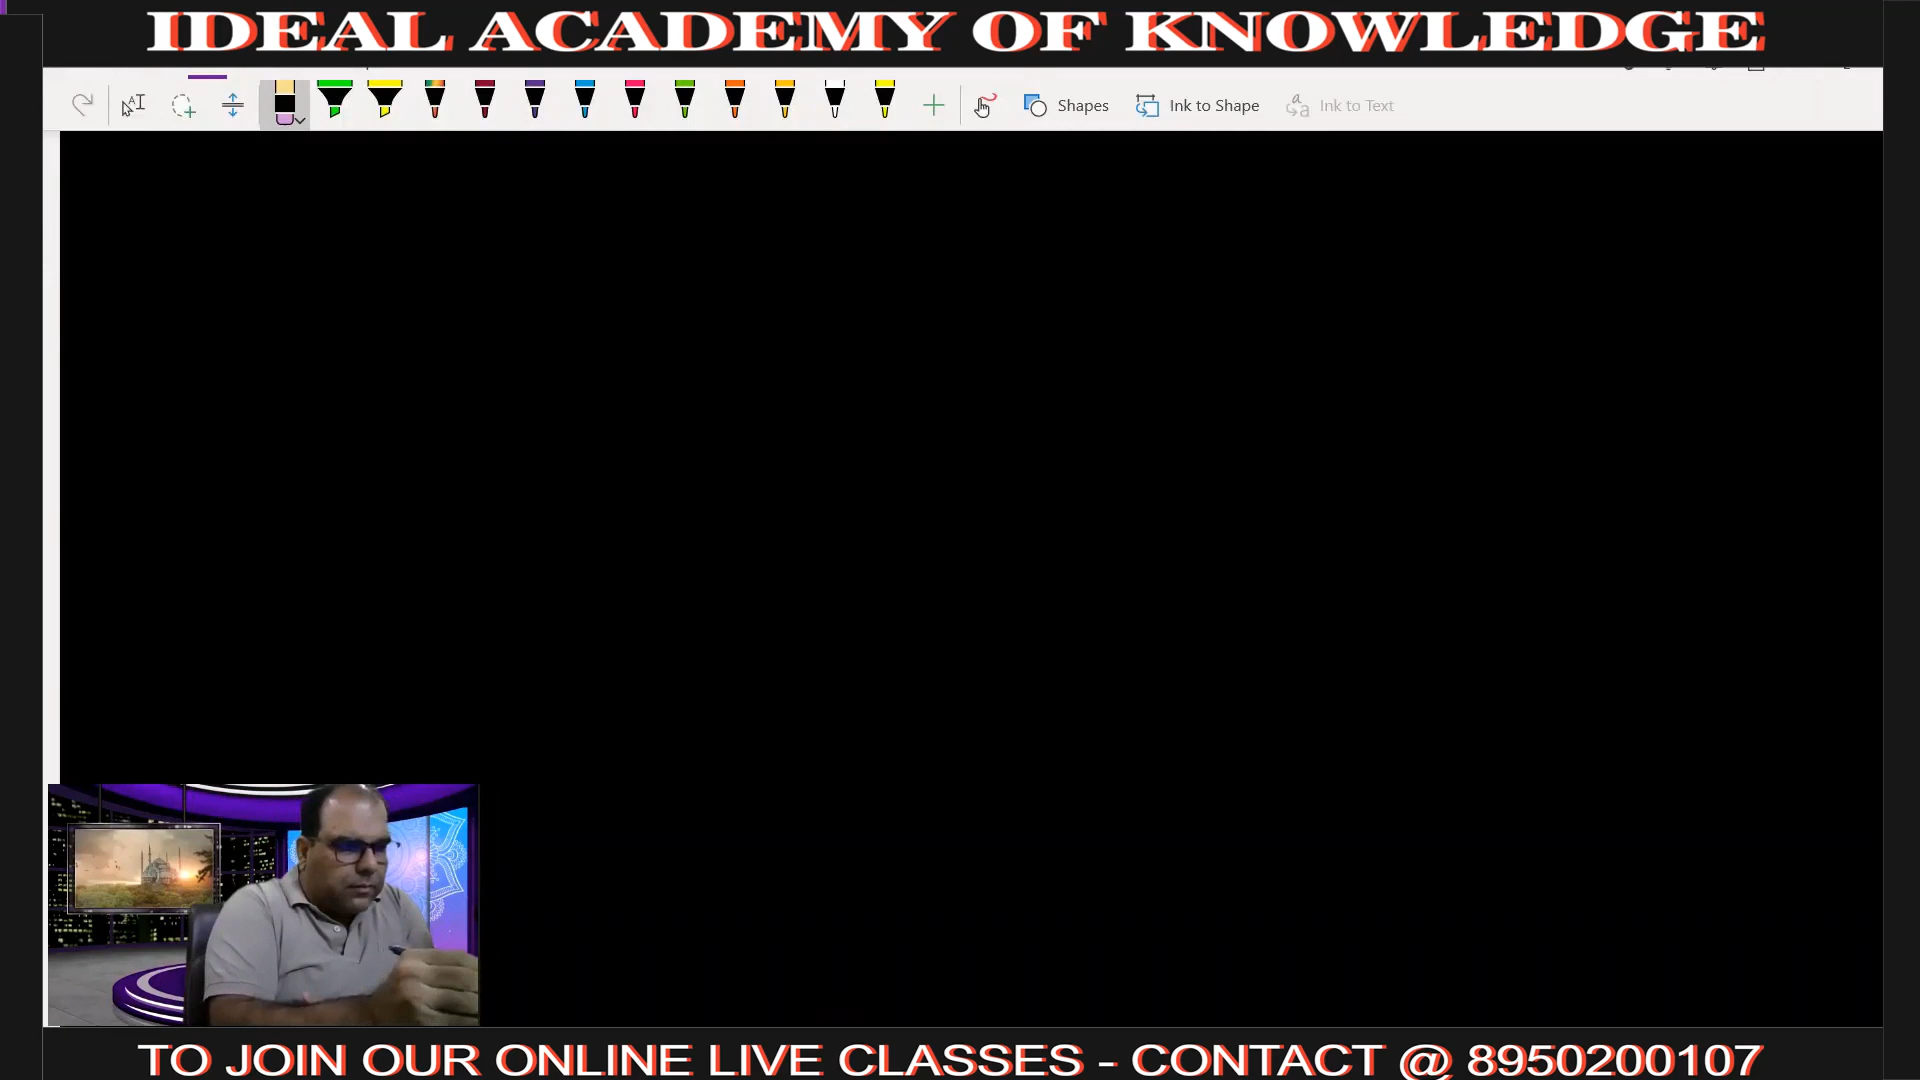 IDEAL ACADEMY OF KNOWLEDGE
Shapes
Ink to Shape
Ink to Text
TO JOIN OUR ONLINE LIVE CLASSES - CONTACT @ 8950200107